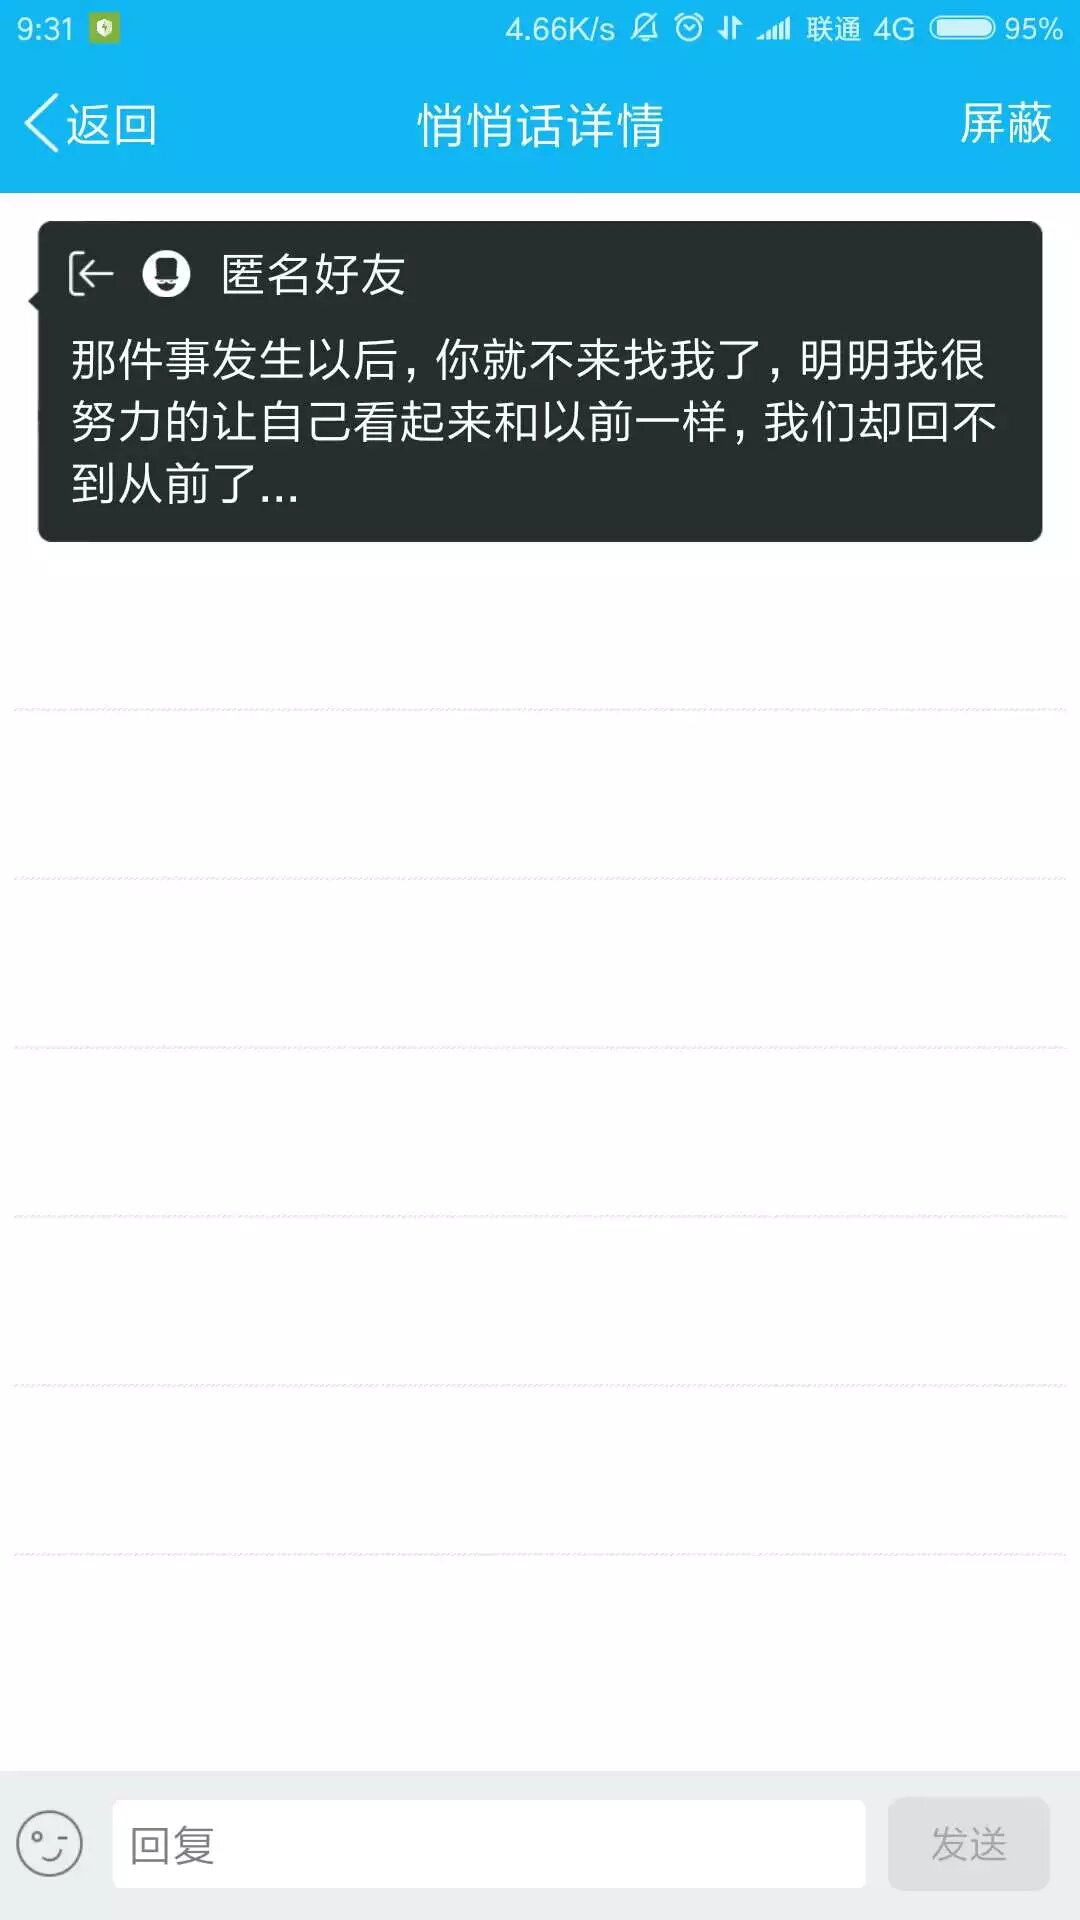 9:31 4.66K/s 联通 4G 95%
返回 悄悄话详情 屏蔽
匿名好友
那件事发生以后,你就不来找我了,明明我很
努力的让自己看起来和以前一样,我们却回不
到从前了...
回复 发送